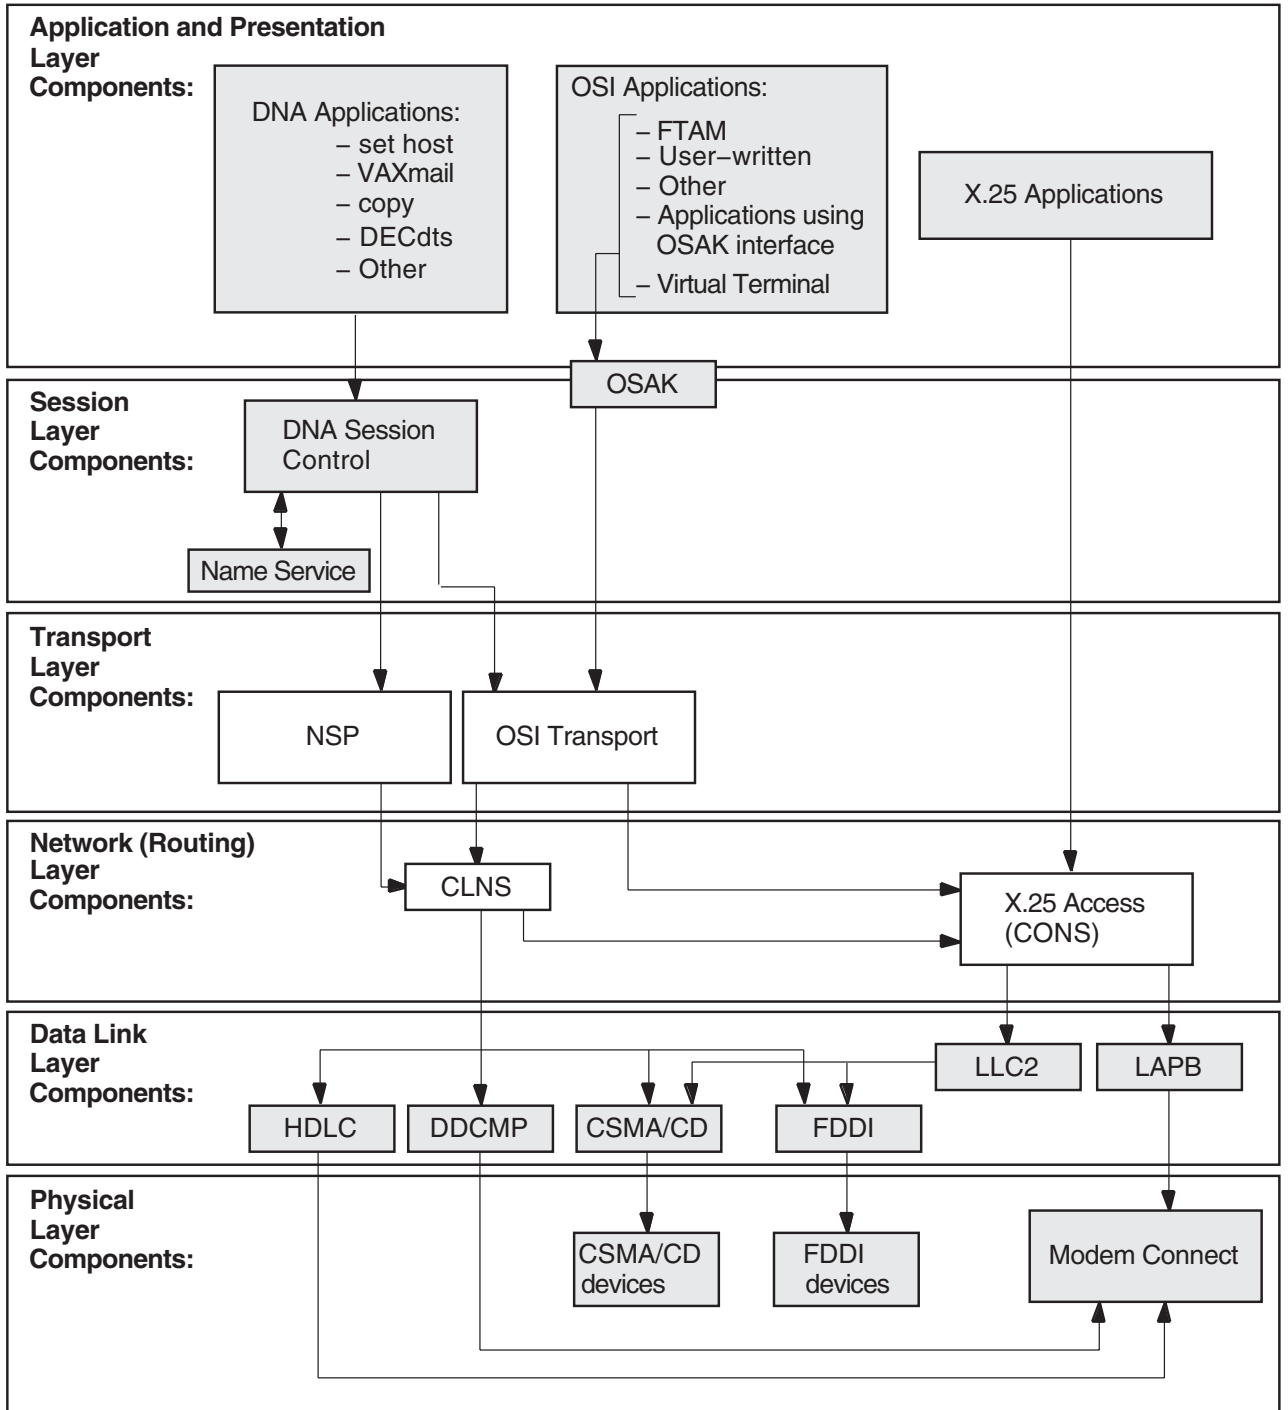 Application and Presentation
Layer
Components:
DNA Applications:
– set host
– VAXmail
– copy
– DECdts
– Other
OSI Applications:
– FTAM
– User–written
– Other
– Applications using
OSAK interface
– Virtual Terminal
X.25 Applications
OSAK
Session
Layer
Components:
DNA Session
Control
Name Service
Transport
Layer
Components:
NSP
OSI Transport
Network (Routing)
Layer
Components:
CLNS
X.25 Access
(CONS)
Data Link
Layer
Components:
LLC2
LAPB
HDLC
DDCMP
CSMA/CD
FDDI
Physical
Layer
Components:
CSMA/CD
devices
FDDI
devices
Modem Connect